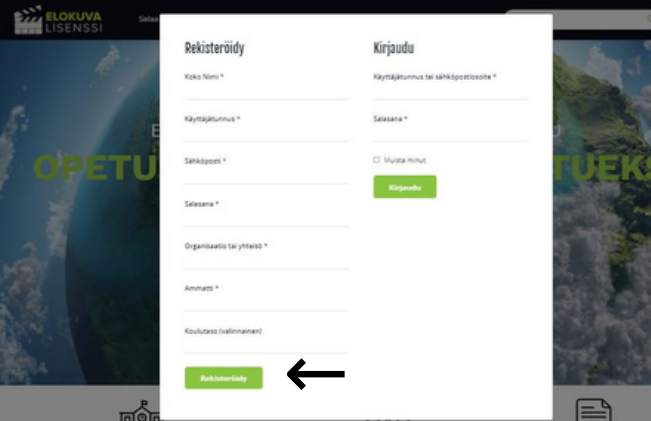 ELOKUVA
LISENSSI
Selaa
Rekisteröidy
Koko Nimi *
Käyttäjätunnus *
Sähköposti *
Salasana *
Organisaatio tai yhteisö *
Ammatti *
Koulutaso (valinnainen)
Rekisteröidy
Kirjaudu
Käyttäjätunnus tai sähköpostiosoite *
Salasana *
Muista minut
Kirjaudu
OPETU
TUEKS